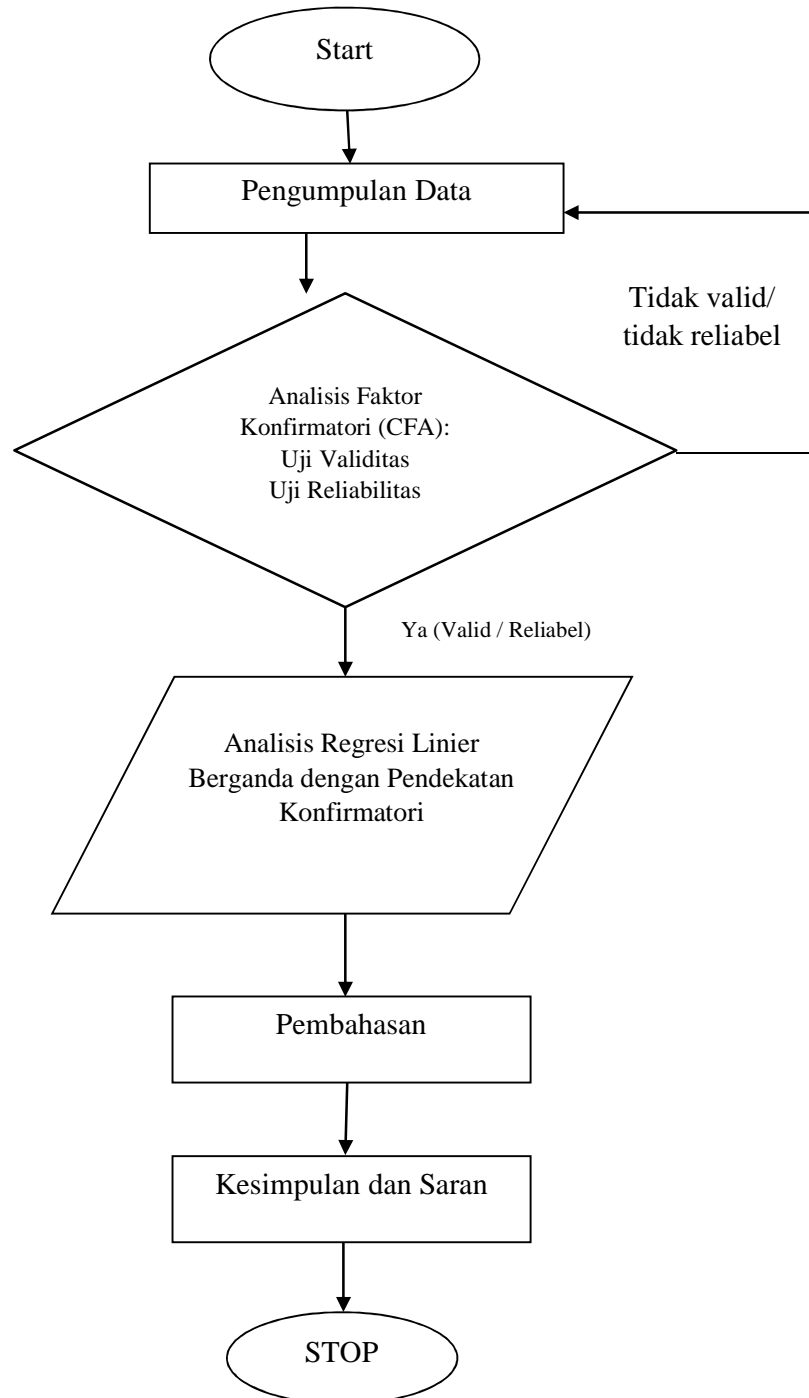 Start
Pengumpulan Data
Tidak valid/
tidak reliabel
Analisis Faktor
Konfirmatori (CFA):
Uji Validitas
Uji Reliabilitas
Ya (Valid / Reliabel)
Analisis Regresi Linier
Berganda dengan Pendekatan
Konfirmatori
Pembahasan
Kesimpulan dan Saran
STOP